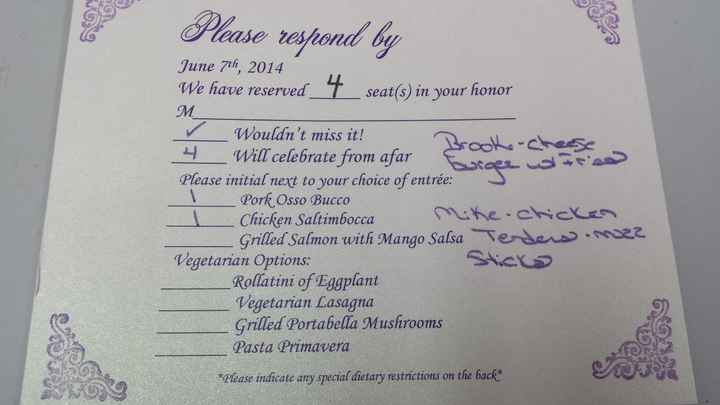 Please respond by
June 7th, 2014
We have reserved 4 seat(s) in your honor
M
✓ Wouldn't miss it!
4 Will celebrate from afar
Brook-cheese
burger w/ fries
Please initial next to your choice of entrée:
\ Pork Osso Bucco
\ Chicken Saltimbocca
Mike-chicken
Grilled Salmon with Mango Salsa
Tenders-mozz
Sticks
Vegetarian Options:
Rollatini of Eggplant
Vegetarian Lasagna
Grilled Portabella Mushrooms
Pasta Primavera
*Please indicate any special dietary restrictions on the back*